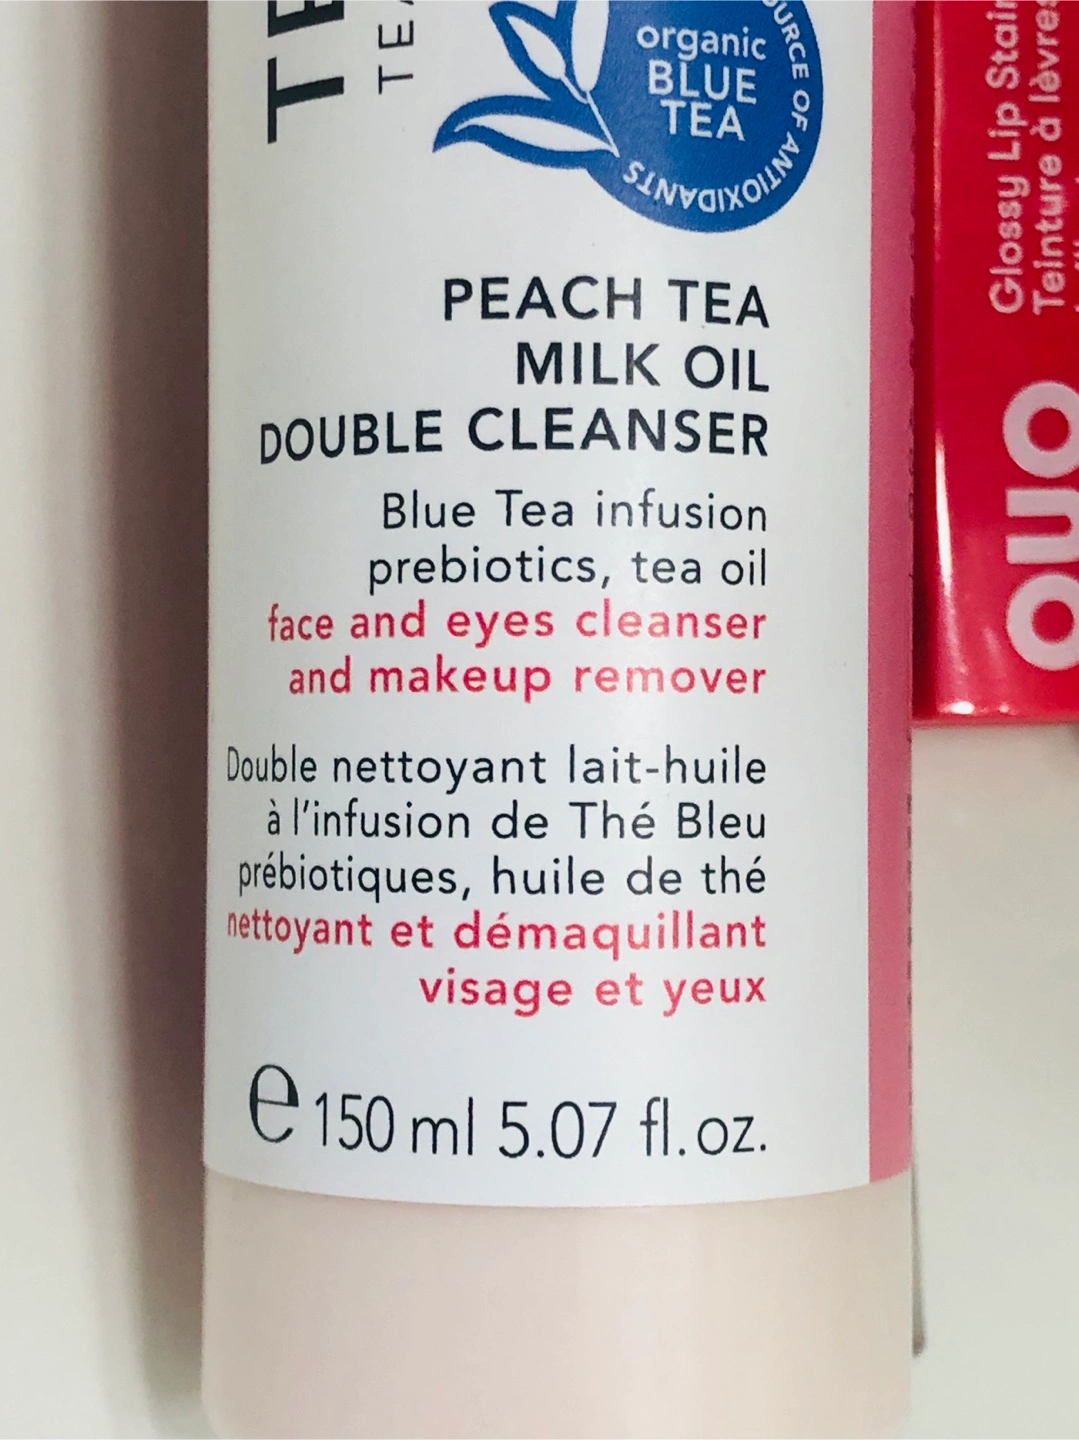 organic
BLUE
TEA
OF ANTIOXIDANTS
PEACH TEA
MILK OIL
DOUBLE CLEANSER
Blue Tea infusion
prebiotics, tea oil
face and eyes cleanser
and makeup remover
Double nettoyant lait-huile
à l'infusion de Thé Bleu
prébiotiques, huile de thé
nettoyant et démaquillant
visage et yeux
e 150 ml 5.07 fl.oz.
Glossy Lip Stain
Teinture à lèvres
OUO